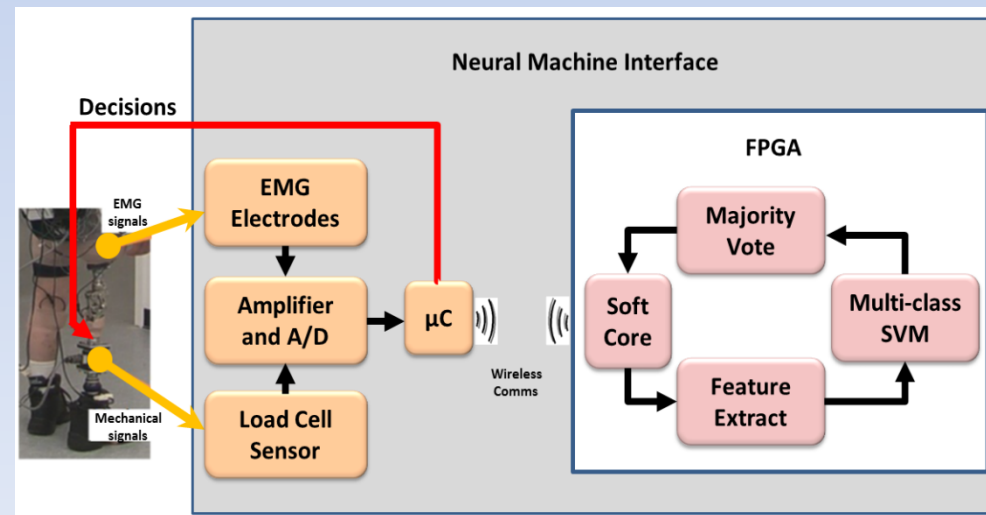 Neural Machine Interface
Decisions
EMG
signals
Mechanical
signals
EMG
Electrodes
Amplifier
and A/D
Load Cell
Sensor
µC
Wireless
Comms
FPGA
Majority
Vote
Soft
Core
Multi-class
SVM
Feature
Extract